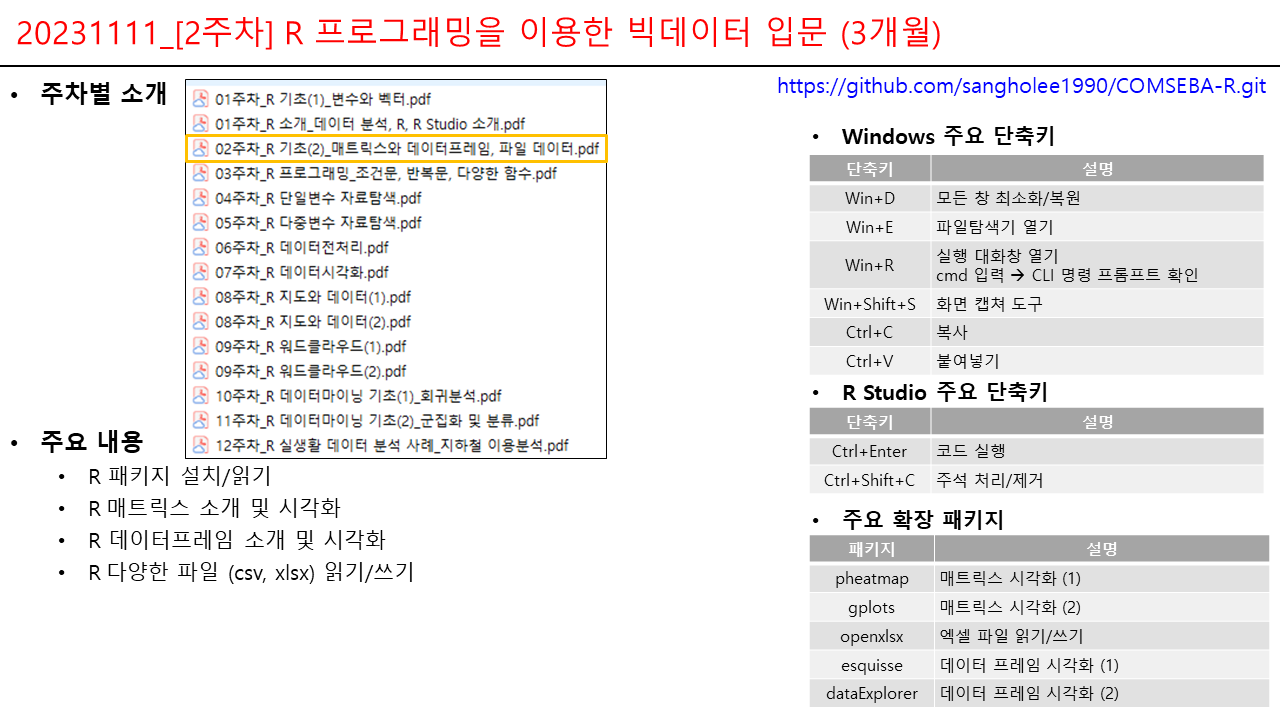 20231111_[2주차] R 프로그래밍을 이용한 빅데이터 입문 (3개월)
https://github.com/sangholee1990/COMSEBA-R.git
• 주차별 소개
01주차_R 기초(1)_변수와 벡터.pdf
01주차_R 소개_데이터 분석, R, R Studio 소개.pdf
02주차_R 기초(2)_매트릭스와 데이터프레임, 파일 데이터.pdf
03주차_R 프로그래밍_조건문, 반복문, 다양한 함수.pdf
04주차_R 단일변수 자료탐색.pdf
05주차_R 다중변수 자료탐색.pdf
06주차_R 데이터전처리.pdf
07주차_R 데이터시각화.pdf
08주차_R 지도와 데이터(1).pdf
08주차_R 지도와 데이터(2).pdf
09주차_R 워드클라우드(1).pdf
09주차_R 워드클라우드(2).pdf
10주차_R 데이터마이닝 기초(1)_회귀분석.pdf
11주차_R 데이터마이닝 기초(2)_군집화 및 분류.pdf
12주차_R 실생활 데이터 분석 사례_지하철 이용분석.pdf
• 주요 내용
• R 패키지 설치/읽기
• R 매트릭스 소개 및 시각화
• R 데이터프레임 소개 및 시각화
• R 다양한 파일 (csv, xlsx) 읽기/쓰기
• Windows 주요 단축키
단축키 설명
Win+D 모든 창 최소화/복원
Win+E 파일탐색기 열기
Win+R 실행 대화창 열기
cmd 입력 → CLI 명령 프롬프트 확인
Win+Shift+S 화면 캡쳐 도구
Ctrl+C 복사
Ctrl+V 붙여넣기
• R Studio 주요 단축키
단축키 설명
Ctrl+Enter 코드 실행
Ctrl+Shift+C 주석 처리/제거
• 주요 확장 패키지
패키지 설명
pheatmap 매트릭스 시각화 (1)
gplots 매트릭스 시각화 (2)
openxlsx 엑셀 파일 읽기/쓰기
esquisse 데이터 프레임 시각화 (1)
dataExplorer 데이터 프레임 시각화 (2)